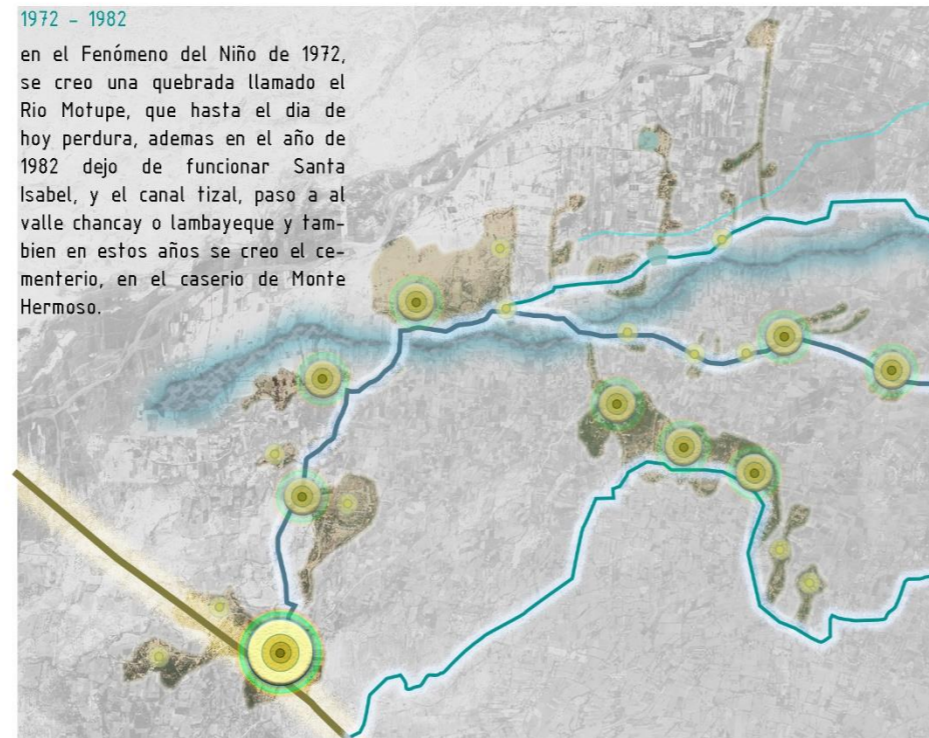 1972 - 1982
en el Fenómeno del Niño de 1972,
se creo una quebrada llamado el
Rio Motupe, que hasta el dia de
hoy perdura, ademas en el año de
1982 dejo de funcionar Santa
Isabel, y el canal tizal, paso a al
valle chancay o lambayeque y tam-
bien en estos años se creo el ce-
menterio, en el caserio de Monte
Hermoso.